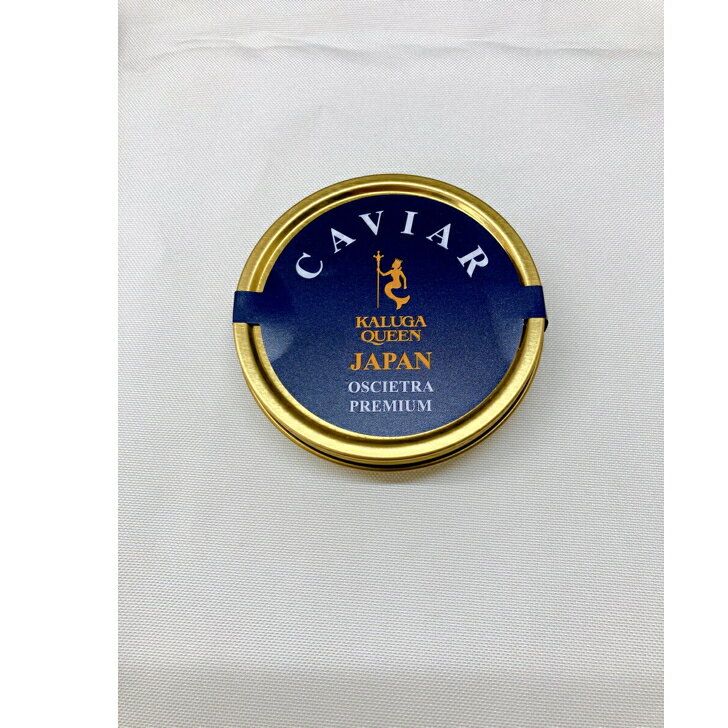 CAVIAR
KALUGA
QUEEN
JAPAN
OSCIETRA
PREMIUM